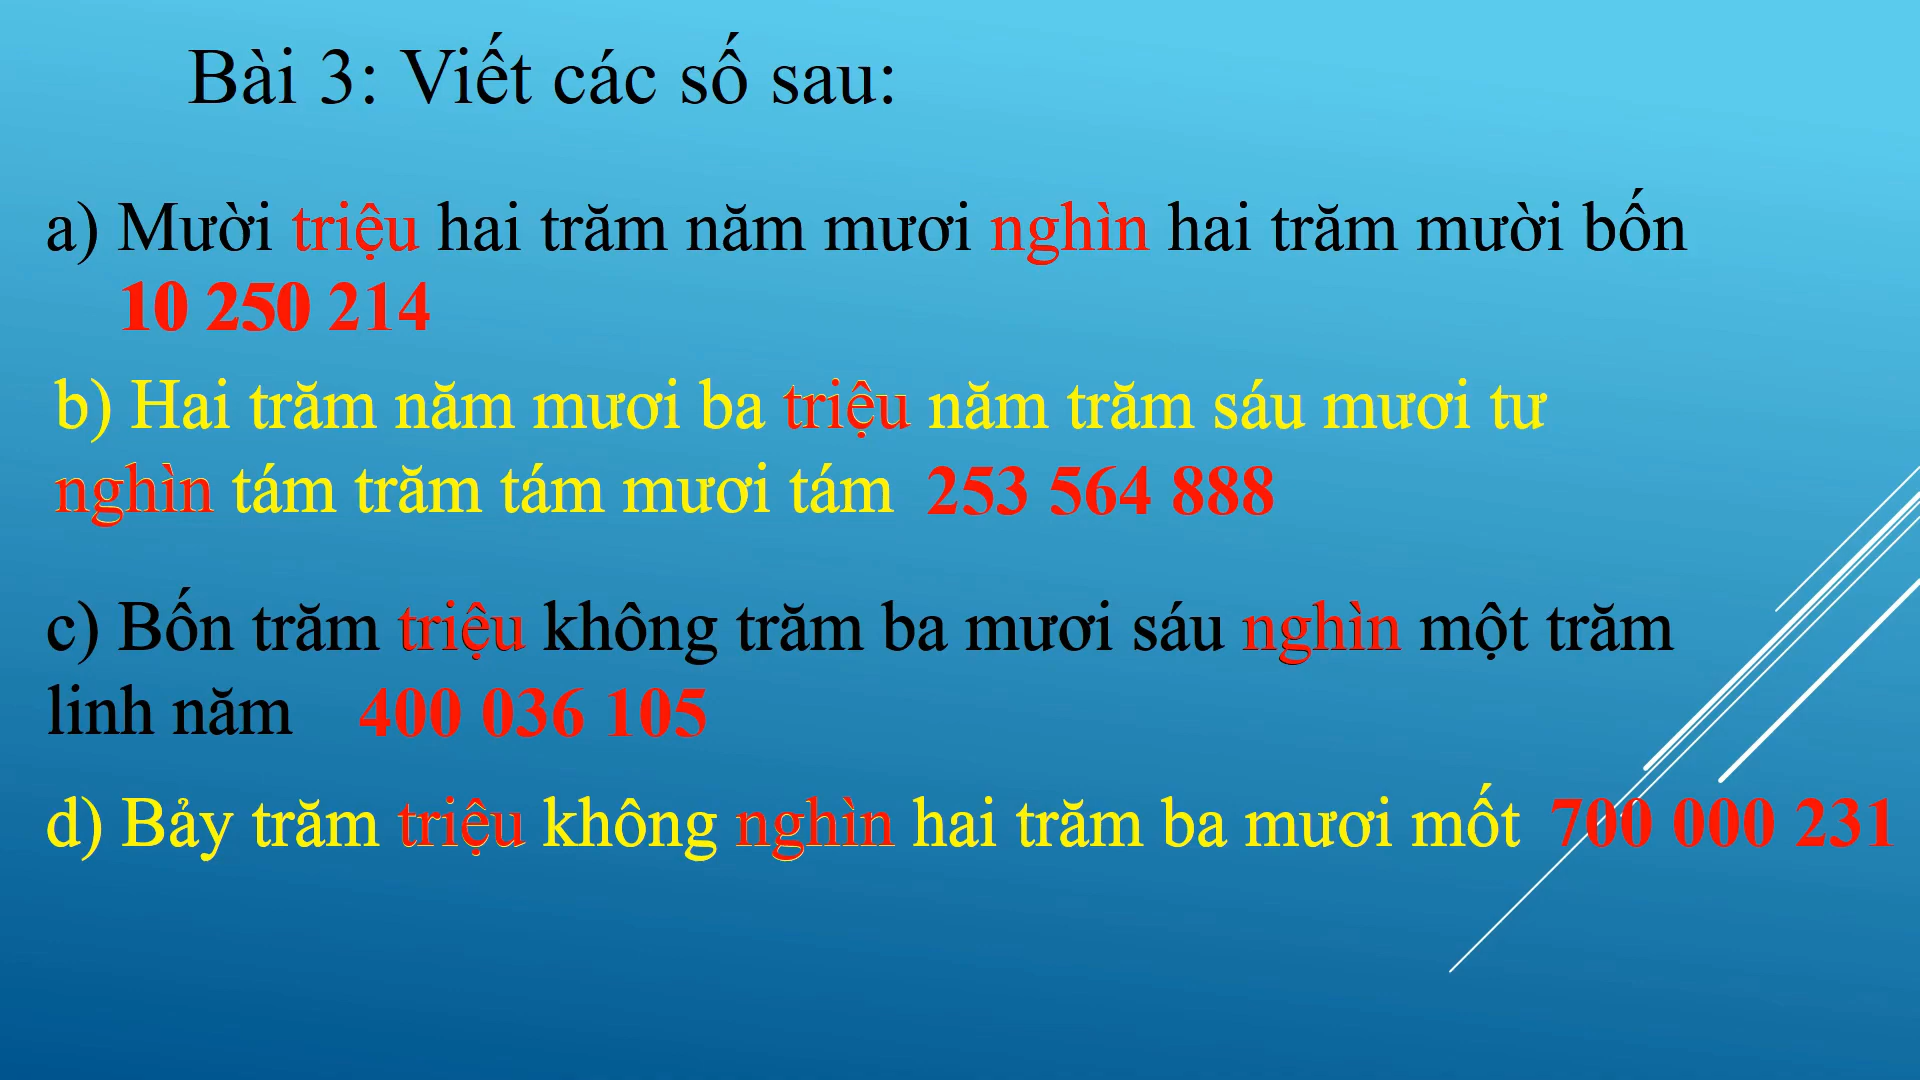 Bài 3: Viết các số sau:
a) Mười triệu hai trăm năm mươi nghìn hai trăm mười bốn
10 250 214
b) Hai trăm năm mươi ba triệu năm trăm sáu mươi tư
nghìn tám trăm tám mươi tám 253 564 888
c) Bốn trăm triệu không trăm ba mươi sáu nghìn một trăm
linh năm 400 036 105
d) Bảy trăm triệu không nghìn hai trăm ba mươi mốt 700 000 231